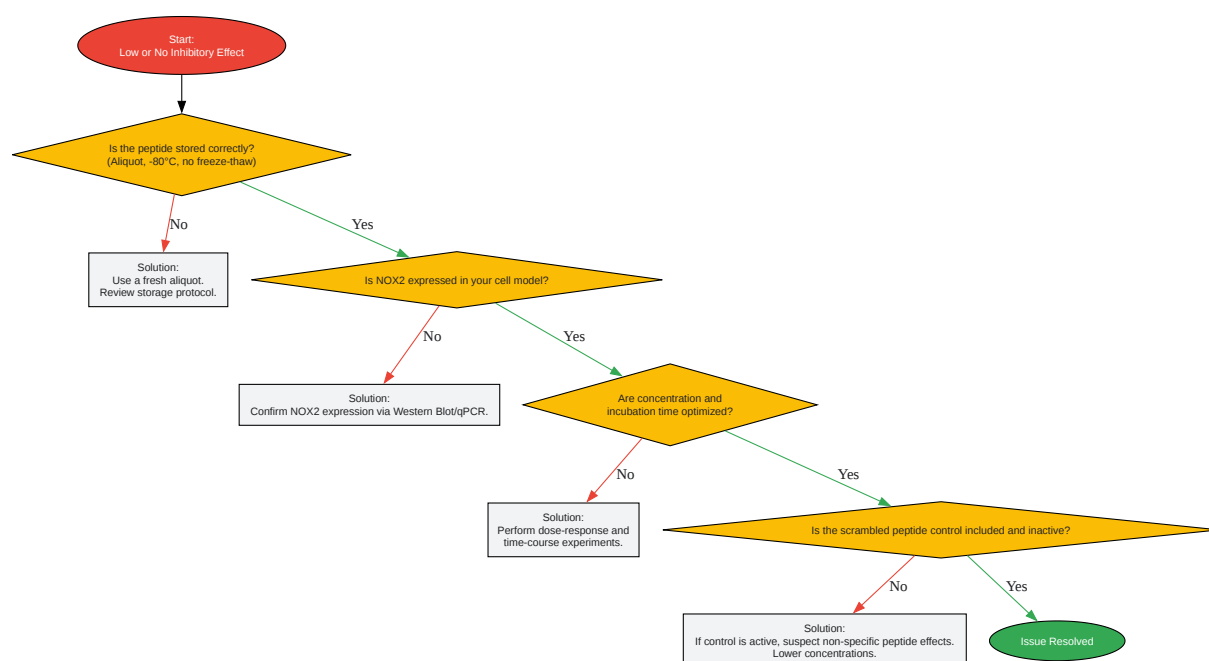 Start:
Low or No Inhibitory Effect
Is the peptide stored correctly?
(Aliquot, -80°C, no freeze-thaw)
No
Yes
Solution:
Use a fresh aliquot.
Review storage protocol.
Is NOX2 expressed in your cell model?
No
Yes
Solution:
Confirm NOX2 expression via Western Blot/qPCR.
Are concentration and
incubation time optimized?
No
Yes
Solution:
Perform dose-response and
time-course experiments.
Is the scrambled peptide control included and inactive?
No
Yes
Solution:
If control is active, suspect non-specific peptide effects.
Lower concentrations.
Issue Resolved